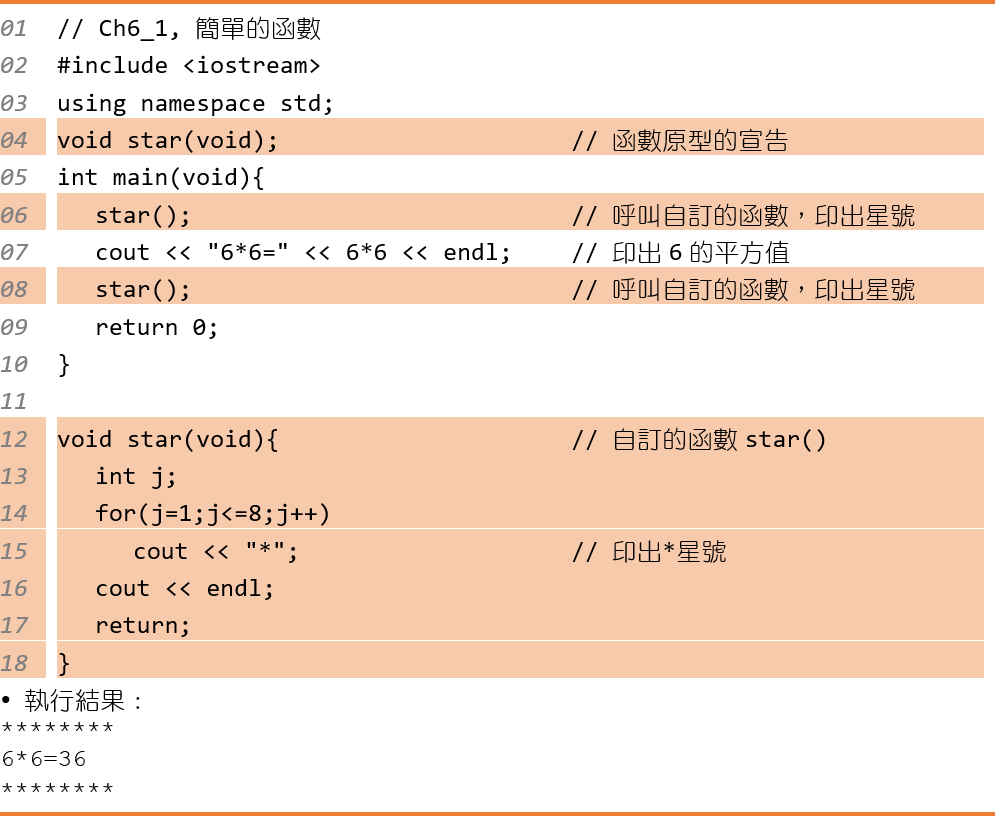 01 // Ch6_1, 簡單的函數
02 #include <iostream>
03 using namespace std;
04 void star(void); // 函數原型的宣告
05 int main(void){
06 star(); // 呼叫自訂的函數，印出星號
07 cout << "6*6=" << 6*6 << endl; // 印出 6 的平方值
08 star(); // 呼叫自訂的函數，印出星號
09 return 0;
10 }
11
12 void star(void){ // 自訂的函數 star()
13 int j;
14 for(j=1;j<=8;j++)
15 cout << "*"; // 印出*星號
16 cout << endl;
17 return;
18 }
• 執行結果：
********
6*6=36
********